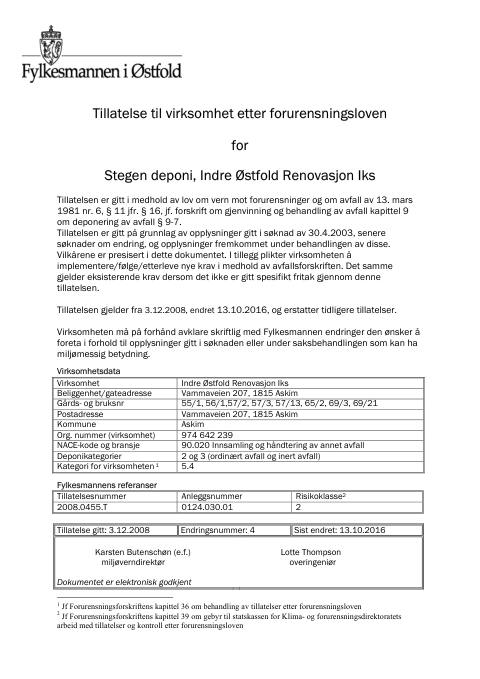 Fylkesmannen i Østfold
Tillatelse til virksomhet etter forurensningsloven
for
Stegen deponi, Indre Østfold Renovasjon Iks
Tillatelsen er gitt i medhold av lov om vern mot forurensninger og om avfall av 13. mars
1981 nr. 6, § 11 jfr. § 16, jf. forskrift om gjenvinning og behandling av avfall kapittel 9
om deponering av avfall § 9-7.
Tillatelsen er gitt på grunnlag av opplysninger gitt i søknad av 30.4.2003, senere
søknader om endring, og opplysninger fremkommet under behandlingen av disse.
Vilkårene er presisert i dette dokument. I tillegg plikter virksomheten å
implementere/følge/etterleve nye krav i medhold av avfallsforskriften. Det samme
gjelder eksisterende krav dersom det ikke er gitt spesifikt fritak gjennom denne
tillatelsen.
Tillatelsen gjelder fra 3.12.2008, endret 13.10.2016, og erstatter tidligere tillatelser.
Virksomheten må på forhånd avklare skriftlig med Fylkesmannen endringer den ønsker å
foreta i forhold til opplysninger gitt i søknaden eller under saksbehandlingen som kan ha
miljømessig betydning.
Virksomhetsdata
Virksomhet Indre Østfold Renovasjon Iks
Beliggenhet/gateadresse Vammaveien 207, 1815 Askim
Gårds- og bruksnr 55/1, 56/1,57/2, 57/3, 57/13, 65/2, 69/3, 69/21
Postadresse Vammaveien 207, 1815 Askim
Kommune Askim
Org. nummer (virksomhet) 974 642 239
NACE-kode og bransje 90.020 Innsamling og håndtering av annet avfall
Deponikategorier 2 og 3 (ordinært avfall og inert avfall)
Kategori for virksomheten ¹ 5.4
Fylkesmannens referanser
Tillatelsesnummer Anleggsnummer Risikoklasse²
2008.0455.T 0124.030.01 2
Tillatelse gitt: 3.12.2008 Endringsnummer: 4 Sist endret: 13.10.2016
Karsten Butenschøn (e.f.) Lotte Thompson
miljøverndirektør overingeniør
Dokumentet er elektronisk godkjent
¹ Jf Forurensningsforskriftens kapittel 36 om behandling av tillatelser etter forurensningsloven
² Jf Forurensningsforskriftens kapittel 39 om gebyr til statskassen for Klima- og forurensningsdirektoratets
arbeid med tillatelser og kontroll etter forurensningsloven